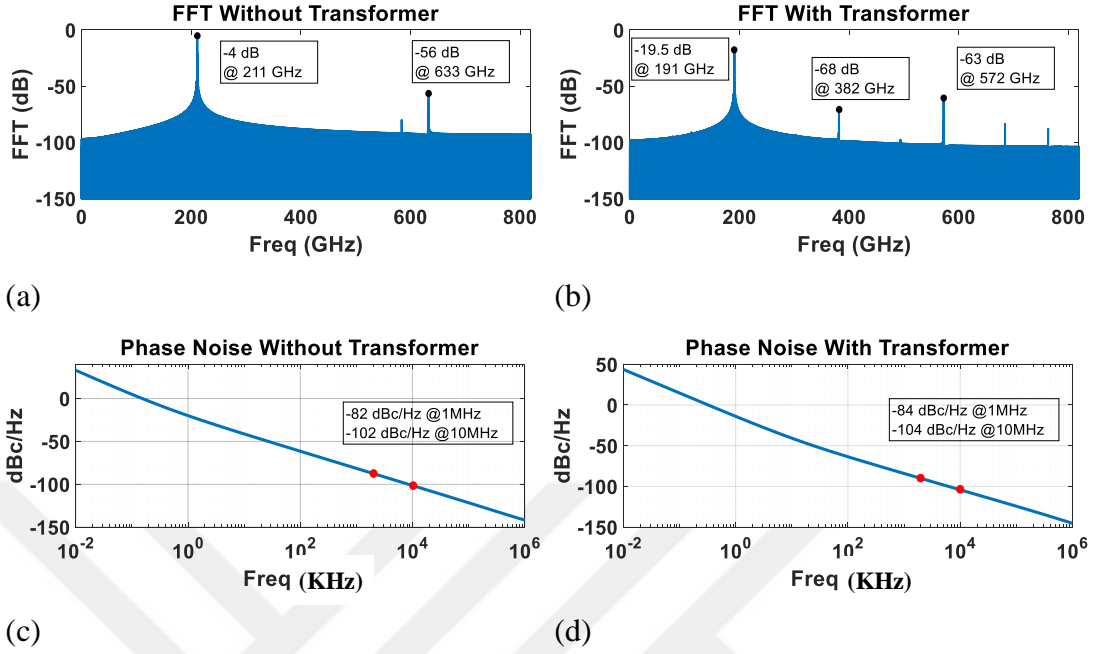 FFT Without Transformer
0
-50
-100
-150
FFT (dB)
-4 dB
@ 211 GHz
-56 dB
@ 633 GHz
0
200
400
600
800
Freq (GHz)
(a)
FFT With Transformer
0
-50
-100
-150
FFT (dB)
-19.5 dB
@ 191 GHz
-68 dB
@ 382 GHz
-63 dB
@ 572 GHz
0
200
400
600
800
Freq (GHz)
(b)
Phase Noise Without Transformer
0
-50
-100
-150
dBc/Hz
-82 dBc/Hz @1MHz
-102 dBc/Hz @10MHz
10^-2
10^0
10^2
10^4
10^6
Freq (KHz)
(c)
Phase Noise With Transformer
50
0
-50
-100
-150
dBc/Hz
-84 dBc/Hz @1MHz
-104 dBc/Hz @10MHz
10^-2
10^0
10^2
10^4
10^6
Freq (KHz)
(d)